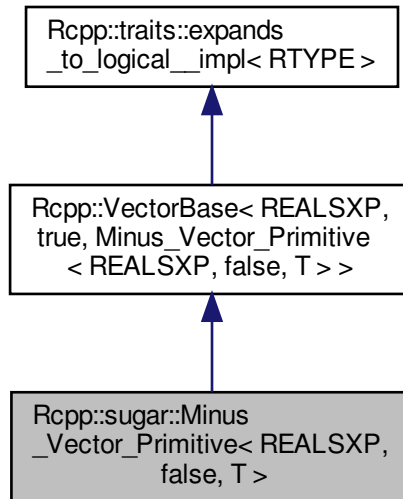 Rcpp::traits::expands
_to_logical__impl< RTYPE >
Rcpp::VectorBase< REALSXP,
true, Minus_Vector_Primitive
< REALSXP, false, T > >
Rcpp::sugar::Minus
_Vector_Primitive< REALSXP,
false, T >